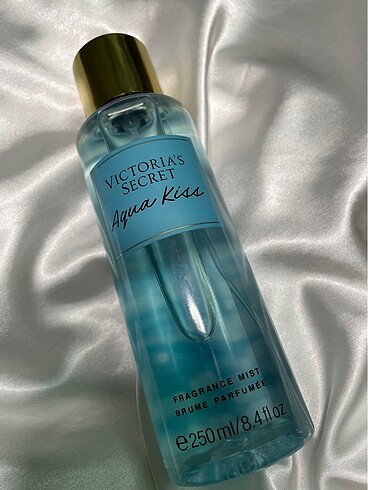 VICTORIA'S
SECRET
Aqua Kiss
FRAGRANCE MIST
BRUME PARFUMÉE
℮250 ml/8.4 fl oz